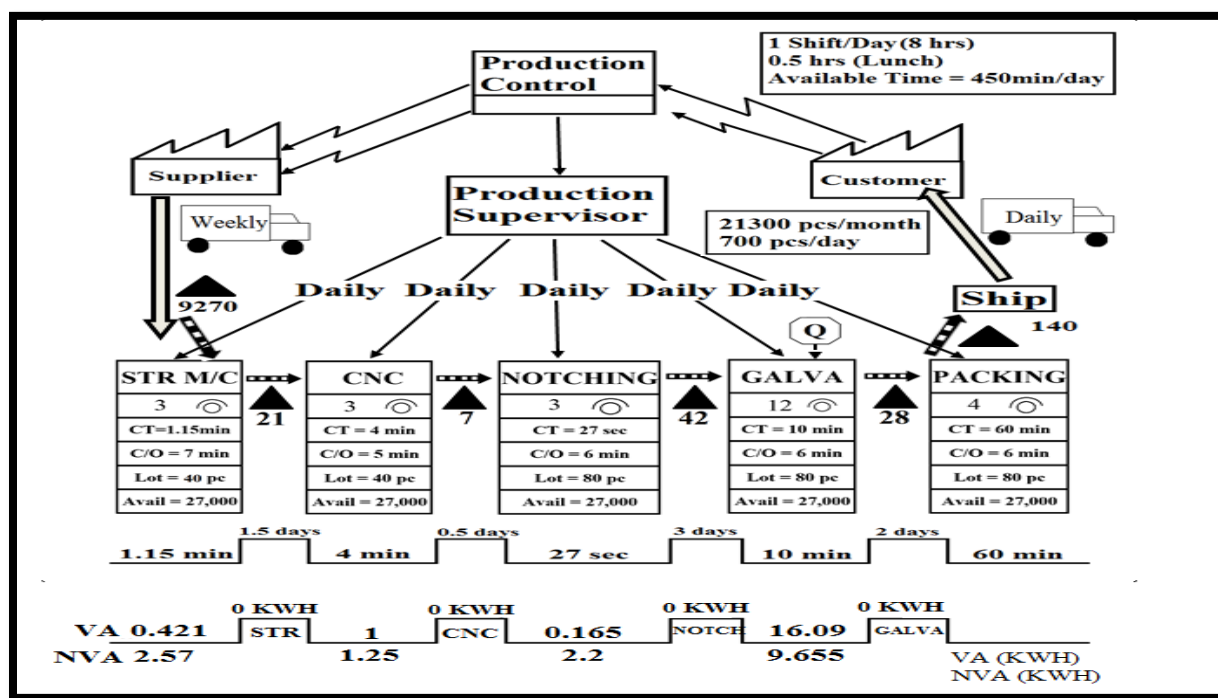 1 Shift/Day (8 hrs)
0.5 hrs (Lunch)
Available Time = 450min/day
Production
Control
Supplier
Customer
Production
Supervisor
Weekly
Daily
21300 pcs/month
700 pcs/day
9270
Daily Daily Daily Daily Daily
Ship
140
Q
STR M/C
3
CT=1.15min
C/O = 7 min
Lot = 40 pc
Avail = 27,000
21
CNC
3
CT = 4 min
C/O = 5 min
Lot = 40 pc
Avail = 27,000
7
NOTCHING
3
CT = 27 sec
C/O = 6 min
Lot = 80 pc
Avail = 27,000
42
GALVA
12
CT = 10 min
C/O = 6 min
Lot = 80 pc
Avail = 27,000
28
PACKING
4
CT = 60 min
C/O = 6 min
Lot = 80 pc
Avail = 27,000
1.5 days 0.5 days 3 days 2 days
1.15 min 4 min 27 sec 10 min 60 min
0 KWH 0 KWH 0 KWH 0 KWH
VA 0.421 STR 1 CNC 0.165 NOTCH 16.09 GALVA
NVA 2.57 1.25 2.2 9.655 VA (KWH)
NVA (KWH)